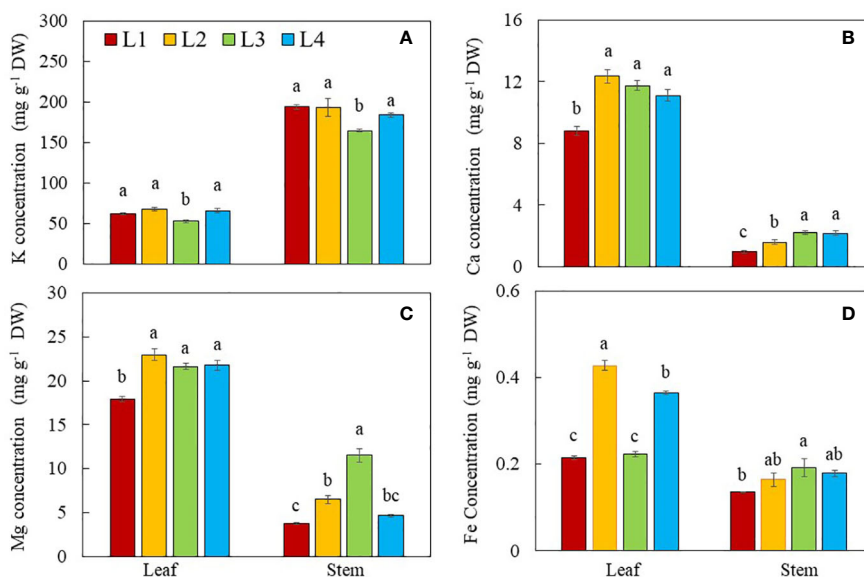 K concentration (mg g-1 DW)
300
250
200
150
100
50
0
L1 L2 L3 L4
A
a a b a
a a b a
Ca concentration (mg g-1 DW)
16
12
8
4
0
B
b a a a
c b a a
Mg concentration (mg g-1 DW)
30
25
20
15
10
5
0
C
b a a a
c b a bc
Leaf Stem
Fe Concentration (mg g-1 DW)
0.6
0.4
0.2
0
D
c a c b
b ab a ab
Leaf Stem